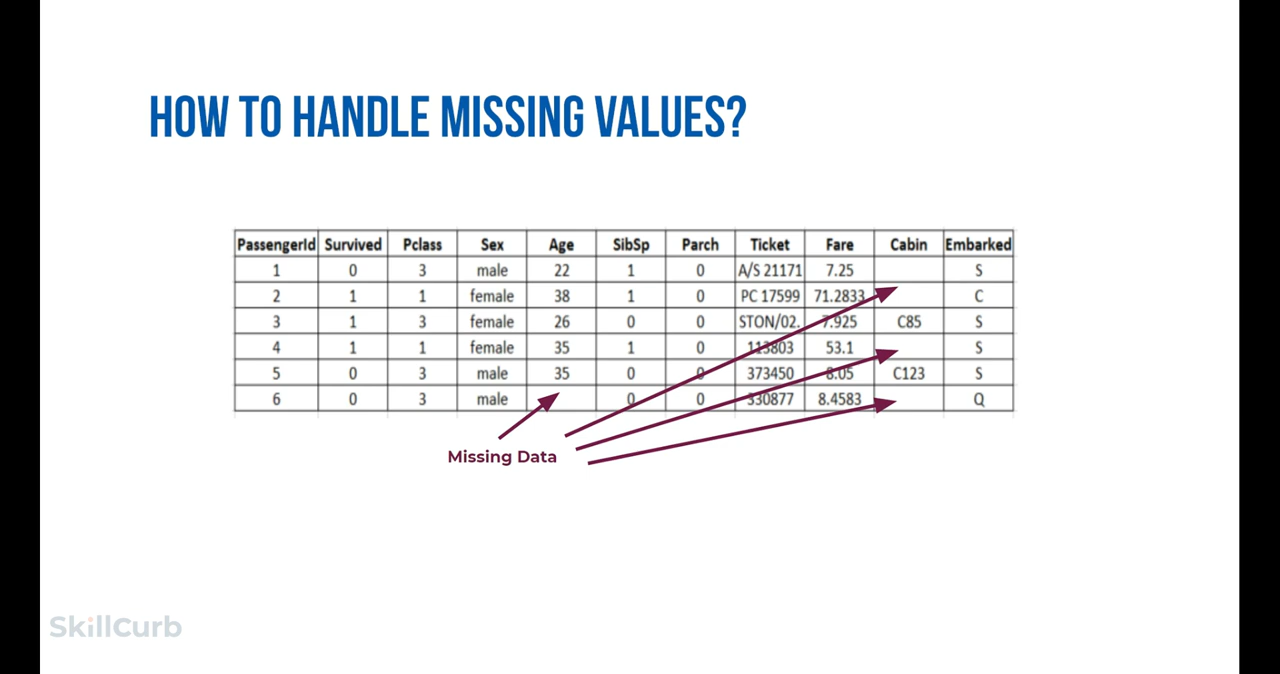 HOW TO HANDLE MISSING VALUES?
PassengerId Survived Pclass Sex Age SibSp Parch Ticket Fare Cabin Embarked
1 0 3 male 22 1 0 A/S 21171 7.25 S
2 1 1 female 38 1 0 PC 17599 71.2833 C
3 1 3 female 26 0 0 STON/02. 7.925 C85 S
4 1 1 female 35 1 0 113803 53.1 S
5 0 3 male 35 0 0 373450 8.05 C123 S
6 0 3 male 0 0 330877 8.4583 Q
Missing Data
SkillCurb